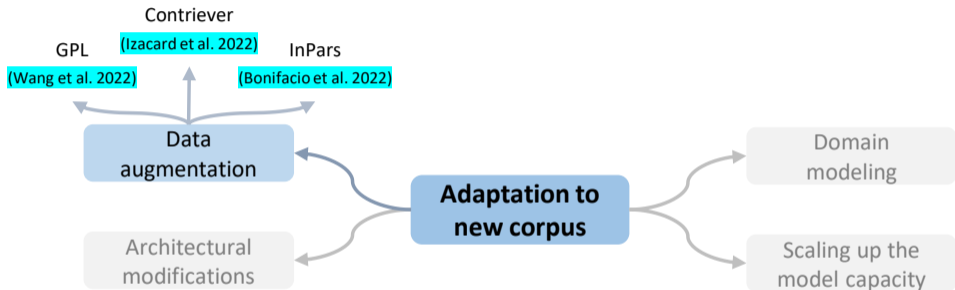 Contriever
(Izacard et al. 2022)
GPL
(Wang et al. 2022)
InPars
(Bonifacio et al. 2022)
Data
augmentation
Adaptation to
new corpus
Domain
modeling
Architectural
modifications
Scaling up the
model capacity